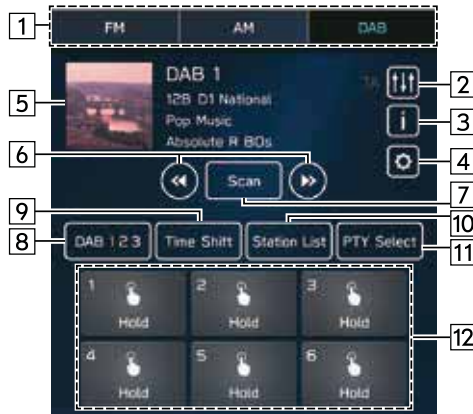 1 FM AM DAB
DAB 1
12B D1 National
Pop Music
Absolute R 80s
2
3
4
5
6
Scan
7
8
9
10
11
DAB 1 2 3 Time Shift Station List PTY Select
1 2 3
Hold Hold Hold
12
4 5 6
Hold Hold Hold